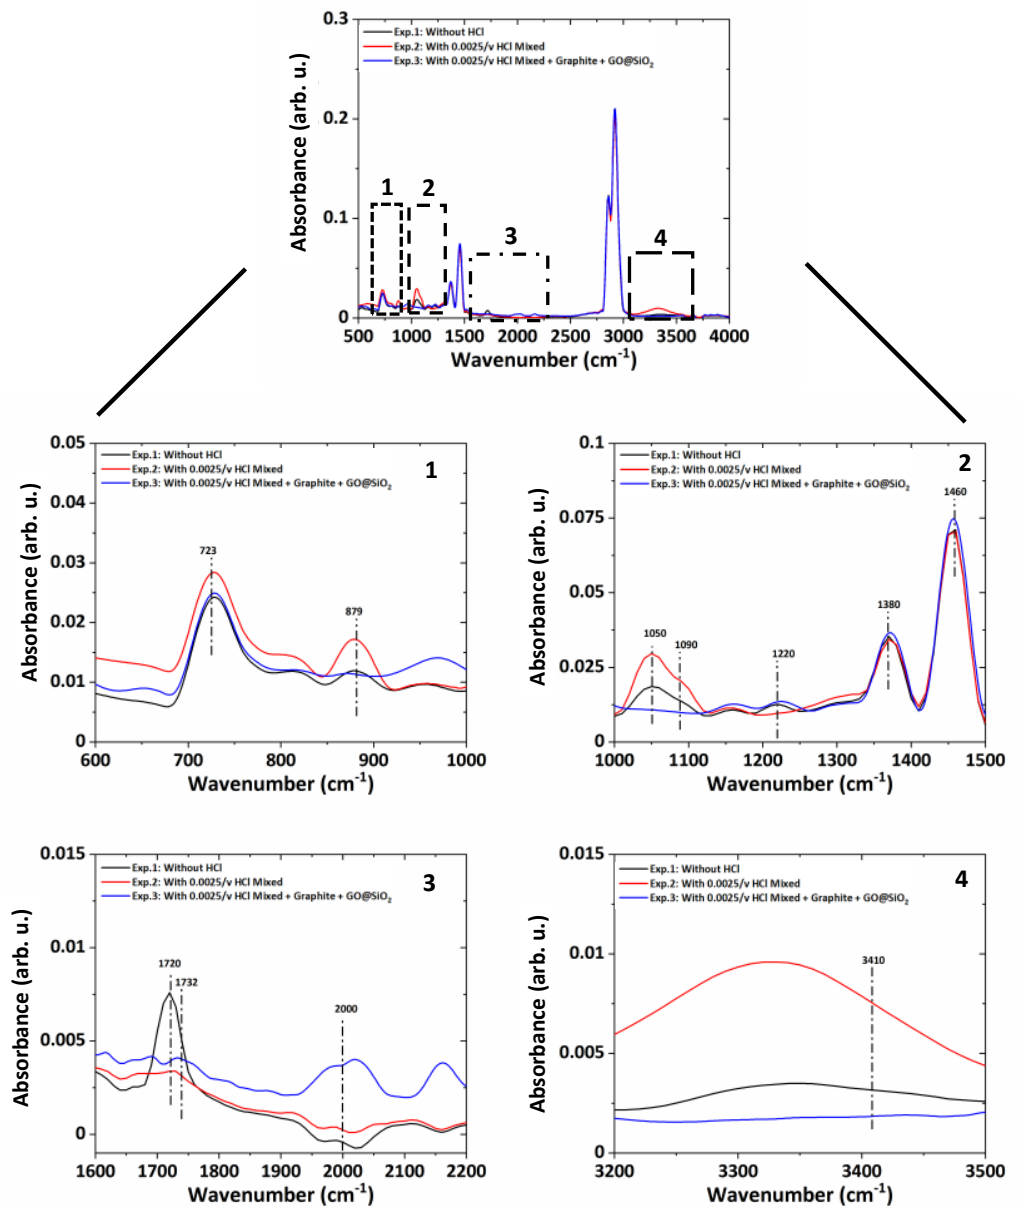 0.3
0.2
0.1
0
Absorbance (arb. u.)
Exp.1: Without HCl
Exp.2: With 0.0025/v HCl Mixed
Exp.3: With 0.0025/v HCl Mixed + Graphite + GO@SiO₂
1
2
3
4
500 1000 1500 2000 2500 3000 3500 4000
Wavenumber (cm⁻¹)
0.05
0.04
0.03
0.02
0.01
0
Absorbance (arb. u.)
Exp.1: Without HCl
Exp.2: With 0.0025/v HCl Mixed
Exp.3: With 0.0025/v HCl Mixed + Graphite + GO@SiO₂
1
723
879
600 700 800 900 1000
Wavenumber (cm⁻¹)
0.1
0.075
0.05
0.025
0
Absorbance (arb. u.)
Exp.1: Without HCl
Exp.2: With 0.0025/v HCl Mixed
Exp.3: With 0.0025/v HCl Mixed + Graphite + GO@SiO₂
2
1460
1380
1050
1090
1220
1000 1100 1200 1300 1400 1500
Wavenumber (cm⁻¹)
0.015
0.01
0.005
0
Absorbance (arb. u.)
Exp.1: Without HCl
Exp.2: With 0.0025/v HCl Mixed
Exp.3: With 0.0025/v HCl Mixed + Graphite + GO@SiO₂
3
1720
1732
2000
1600 1700 1800 1900 2000 2100 2200
Wavenumber (cm⁻¹)
0.015
0.01
0.005
0
Absorbance (arb. u.)
Exp.1: Without HCl
Exp.2: With 0.0025/v HCl Mixed
Exp.3: With 0.0025/v HCl Mixed + Graphite + GO@SiO₂
4
3410
3200 3300 3400 3500
Wavenumber (cm⁻¹)